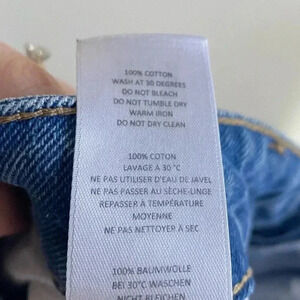 100% COTTON
WASH AT 30 DEGREES
DO NOT BLEACH
DO NOT TUMBLE DRY
WARM IRON
DO NOT DRY CLEAN
100% COTON
LAVAGE À 30 °C
NE PAS UTILISER D'EAU DE JAVEL
NE PAS PASSER AU SÈCHE-LINGE
REPASSER À TEMPÉRATURE
MOYENNE
NE PAS NETTOYER À SEC
100% BAUMWOLLE
BEI 30°C WASCHEN
NICHT BLEICHEN